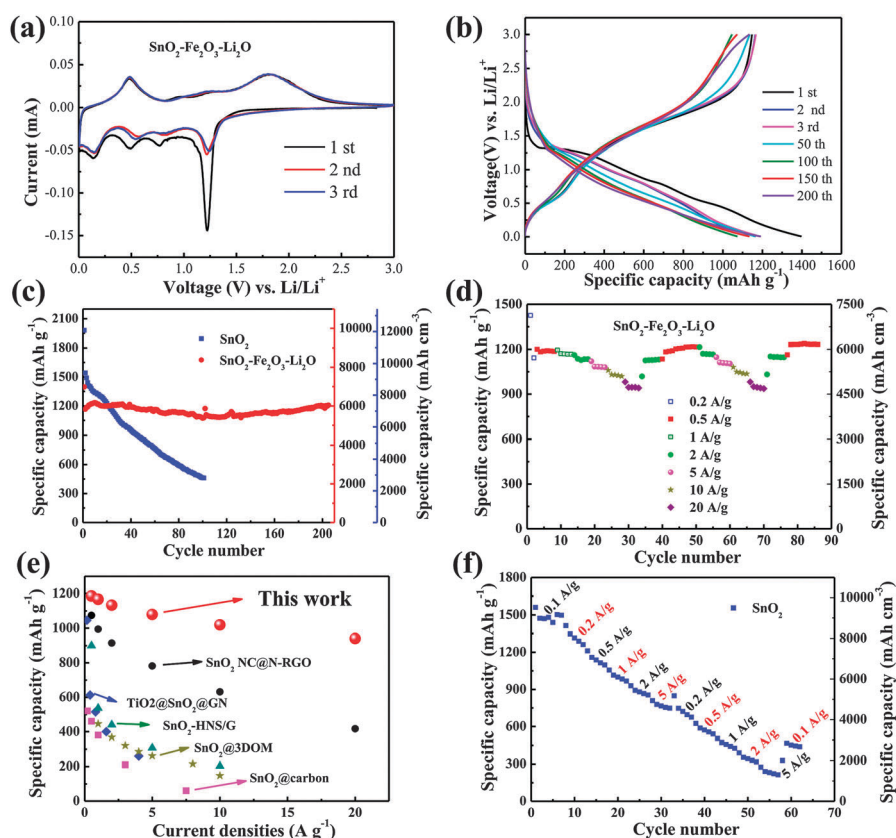 (a)
SnO₂-Fe₂O₃-Li₂O
Current (mA)
0.10
0.05
0.00
-0.05
-0.10
-0.15
1 st
2 nd
3 rd
0.0 0.6 1.2 1.8 2.4 3.0
Voltage (V) vs. Li/Li⁺
(b)
Voltage(V) vs. Li/Li⁺
3.0
2.5
2.0
1.5
1.0
0.5
0.0
1 st
2 nd
3 rd
50 th
100 th
150 th
200 th
0 200 400 600 800 1000 1200 1400 1600
Specific capacity (mAh g⁻¹)
(c)
Specific capacity (mAh g⁻¹)
2100
1800
1500
1200
900
600
300
SnO₂
SnO₂-Fe₂O₃-Li₂O
10000
8000
6000
4000
2000
0
12000
10000
8000
6000
4000
2000
0
Specific capacity (mAh cm⁻³)
0 40 80 120 160 200
Cycle number
(d)
Specific capacity (mAh g⁻¹)
1500
1200
900
600
300
0
SnO₂-Fe₂O₃-Li₂O
0.2 A/g
0.5 A/g
1 A/g
2 A/g
5 A/g
10 A/g
20 A/g
7500
6000
4500
3000
1500
0
Specific capacity (mAh cm⁻³)
0 10 20 30 40 50 60 70 80 90
Cycle number
(e)
Specific capacity (mAh g⁻¹)
1200
1000
800
600
400
200
0
This work
SnO₂ NC@N-RGO
TiO2@SnO₂@GN
SnO₂-HNS/G
SnO₂@3DOM
SnO₂@carbon
0 5 10 15 20
Current densities (A g⁻¹)
(f)
Specific capacity (mAh g⁻¹)
1800
1500
1200
900
600
300
0
SnO₂
0.1 A/g
0.2 A/g
0.5 A/g
1 A/g
2 A/g
5 A/g
0.2 A/g
0.5 A/g
1 A/g
2 A/g
5 A/g
0.1 A/g
10000
8000
6000
4000
2000
0
Specific capacity (mAh cm⁻³)
0 10 20 30 40 50 60 70
Cycle number